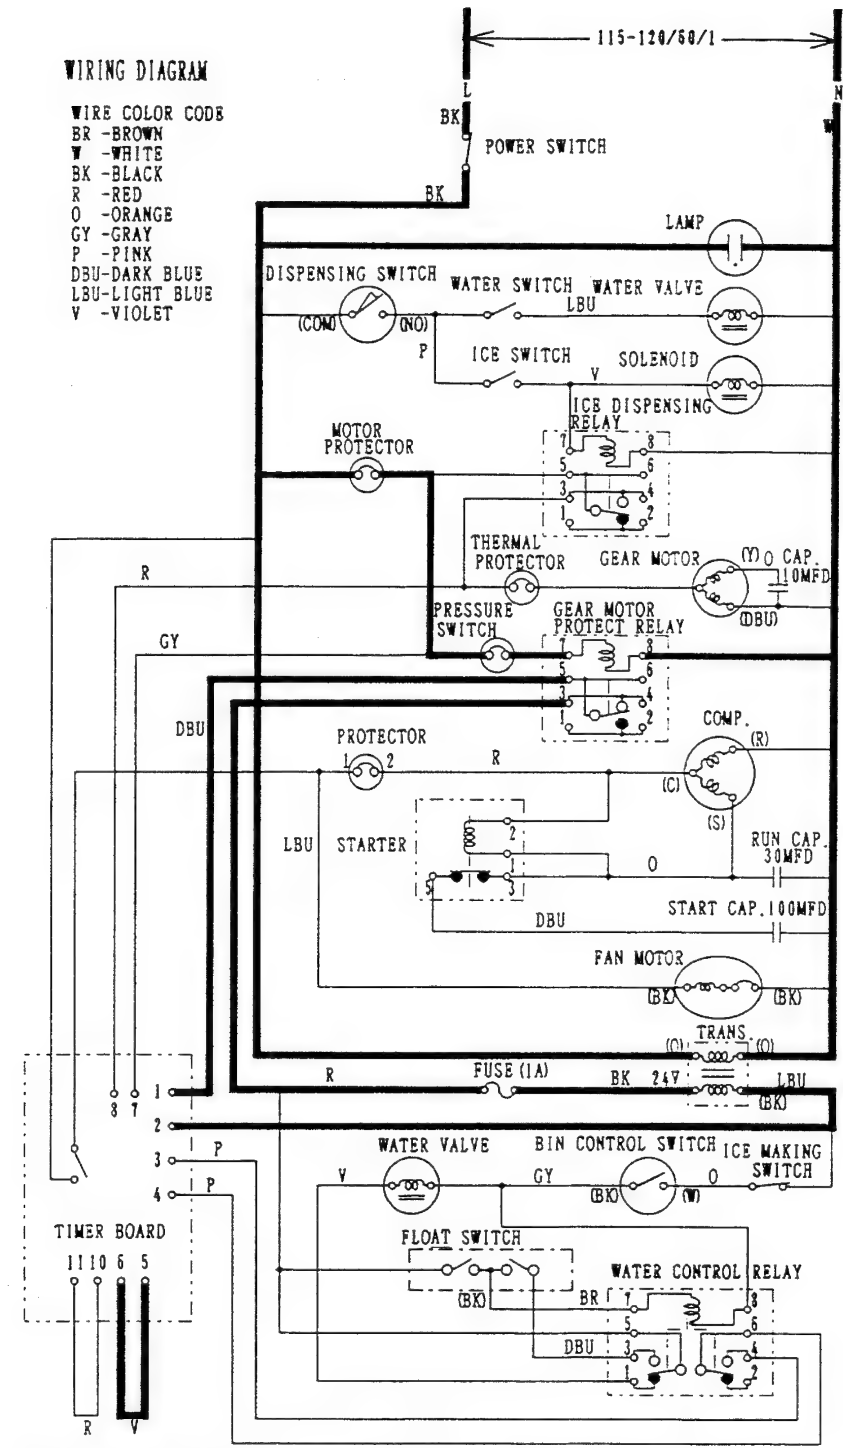 115-120/60/1
WIRING DIAGRAM
L
N
WIRE COLOR CODE
BR -BROWN
W -WHITE
BK -BLACK
R -RED
O -ORANGE
GY -GRAY
P -PINK
DBU-DARK BLUE
LBU-LIGHT BLUE
V -VIOLET
BK
W
POWER SWITCH
BK
LAMP
DISPENSING SWITCH
WATER SWITCH
WATER VALVE
LBU
(COM)
(NO)
P
ICE SWITCH
V
SOLENOID
ICE DISPENSING
RELAY
7 8
5 6
3 4
1 2
MOTOR
PROTECTOR
THERMAL
PROTECTOR
GEAR MOTOR
(Y)
O
CAP.
10MFD
(DBU)
R
PRESSURE
SWITCH
GEAR MOTOR
PROTECT RELAY
GY
7 8
5 6
3 4
1 2
DBU
PROTECTOR
1 2
R
COMP.
(R)
(C)
(S)
LBU
STARTER
2
1
5 3
O
RUN CAP.
30MFD
DBU
START CAP.100MFD
FAN MOTOR
(BK)
(BK)
TRANS.
(O)
(O)
R
FUSE(1A)
BK
24V
LBU
(BK)
8 7
1
2
3
4
P
P
TIMER BOARD
11 10 6 5
R
V
WATER VALVE
BIN CONTROL SWITCH
ICE MAKING
SWITCH
V
GY
(BK)
(W)
O
FLOAT SWITCH
(BK)
WATER CONTROL RELAY
BR
DBU
7 8
5 6
3 4
1 2